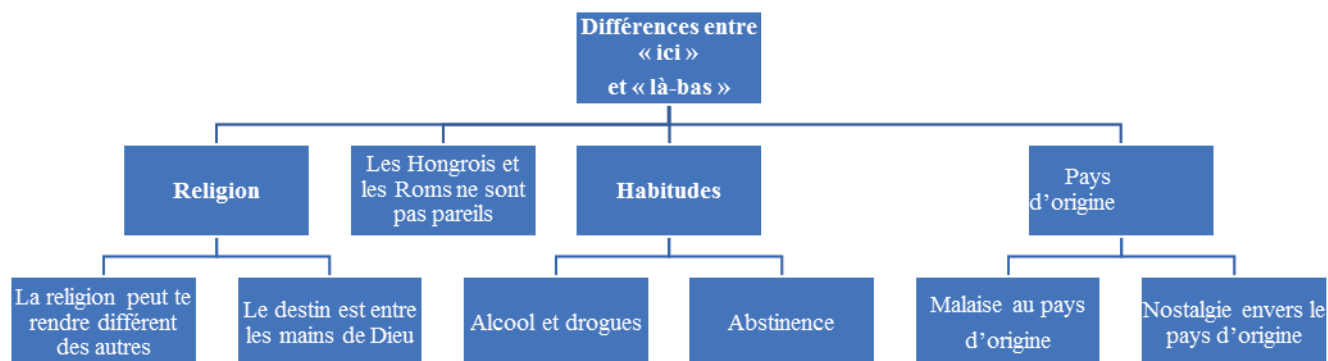 Différences entre
« ici »
et « là-bas »
Religion
Les Hongrois et
les Roms ne sont
pas pareils
Habitudes
Pays
d’origine
La religion peut te
rendre différent
des autres
Le destin est entre
les mains de Dieu
Alcool et drogues
Abstinence
Malaise au pays
d’origine
Nostalgie envers le
pays d’origine